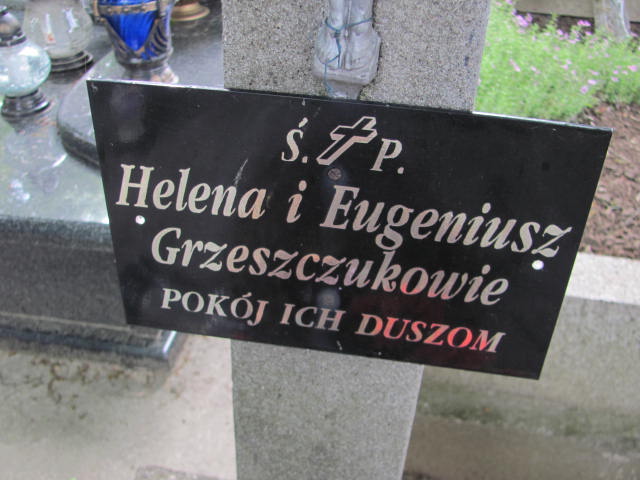 Ś. P.
Helena i Eugeniusz
Grzeszczukowie
POKÓJ ICH DUSZOM